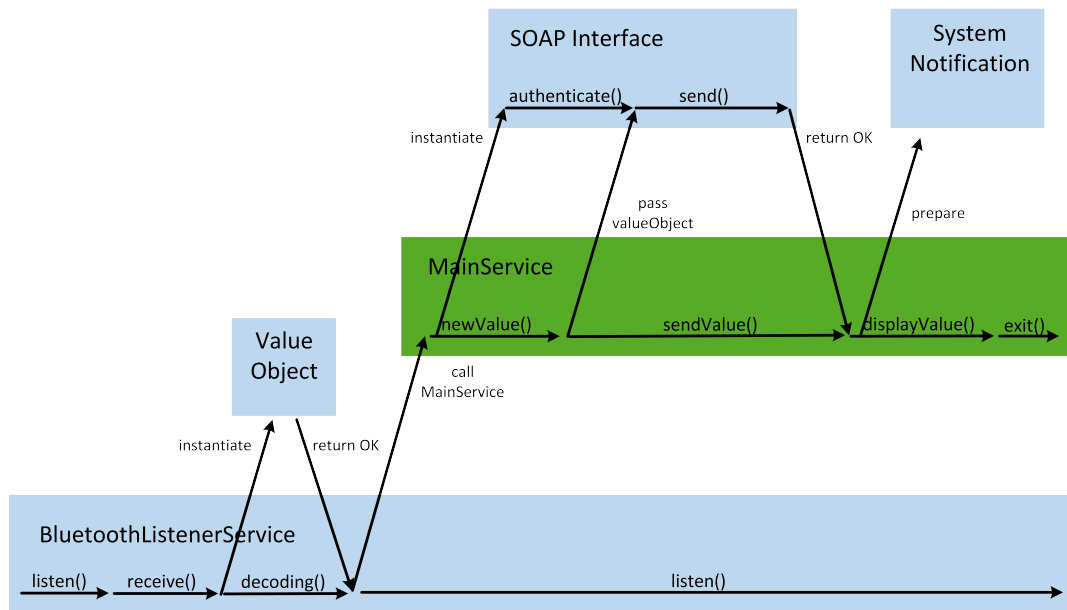 SOAP Interface
System
Notification
authenticate()
send()
instantiate
return OK
pass
valueObject
prepare
MainService
newValue()
sendValue()
displayValue()
exit()
Value
Object
call
MainService
instantiate
return OK
BluetoothListenerService
listen()
receive()
decoding()
listen()